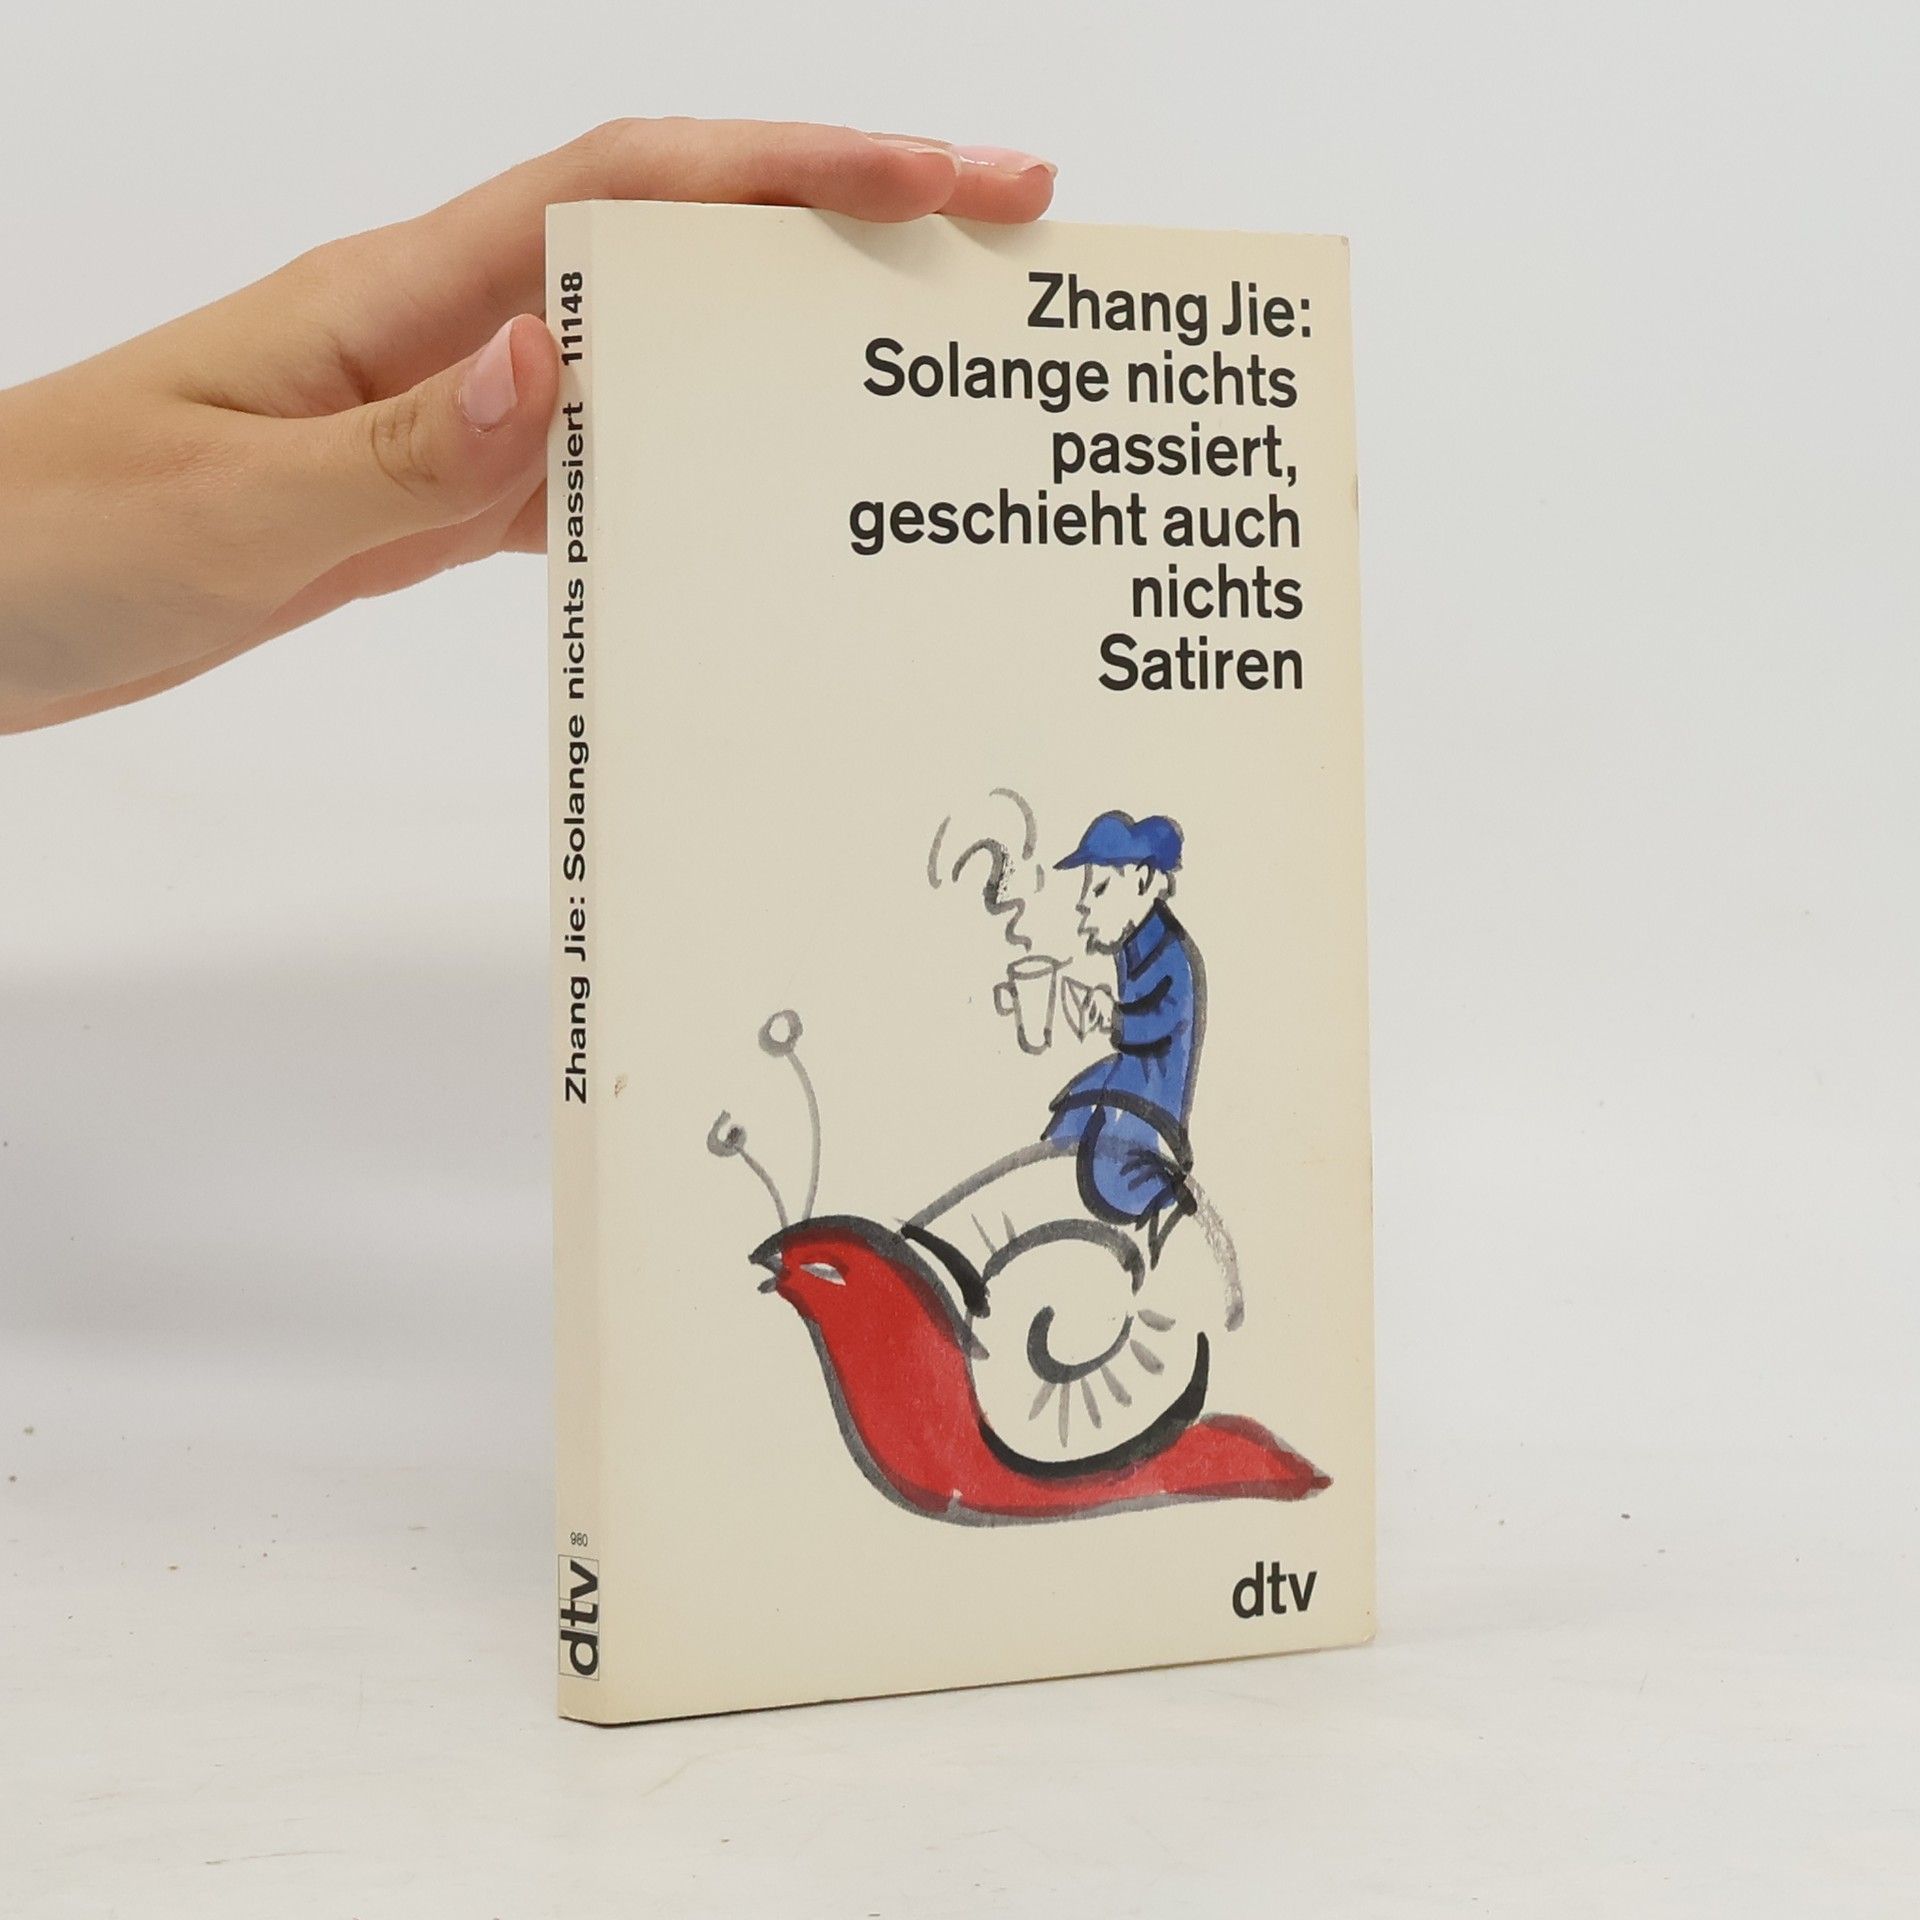 Zhang Jie:
Solange nichts
passiert,
geschieht auch
nichts
Satiren
dtv
Zhang Jie: Solange nichts passiert 11148
980
dtv